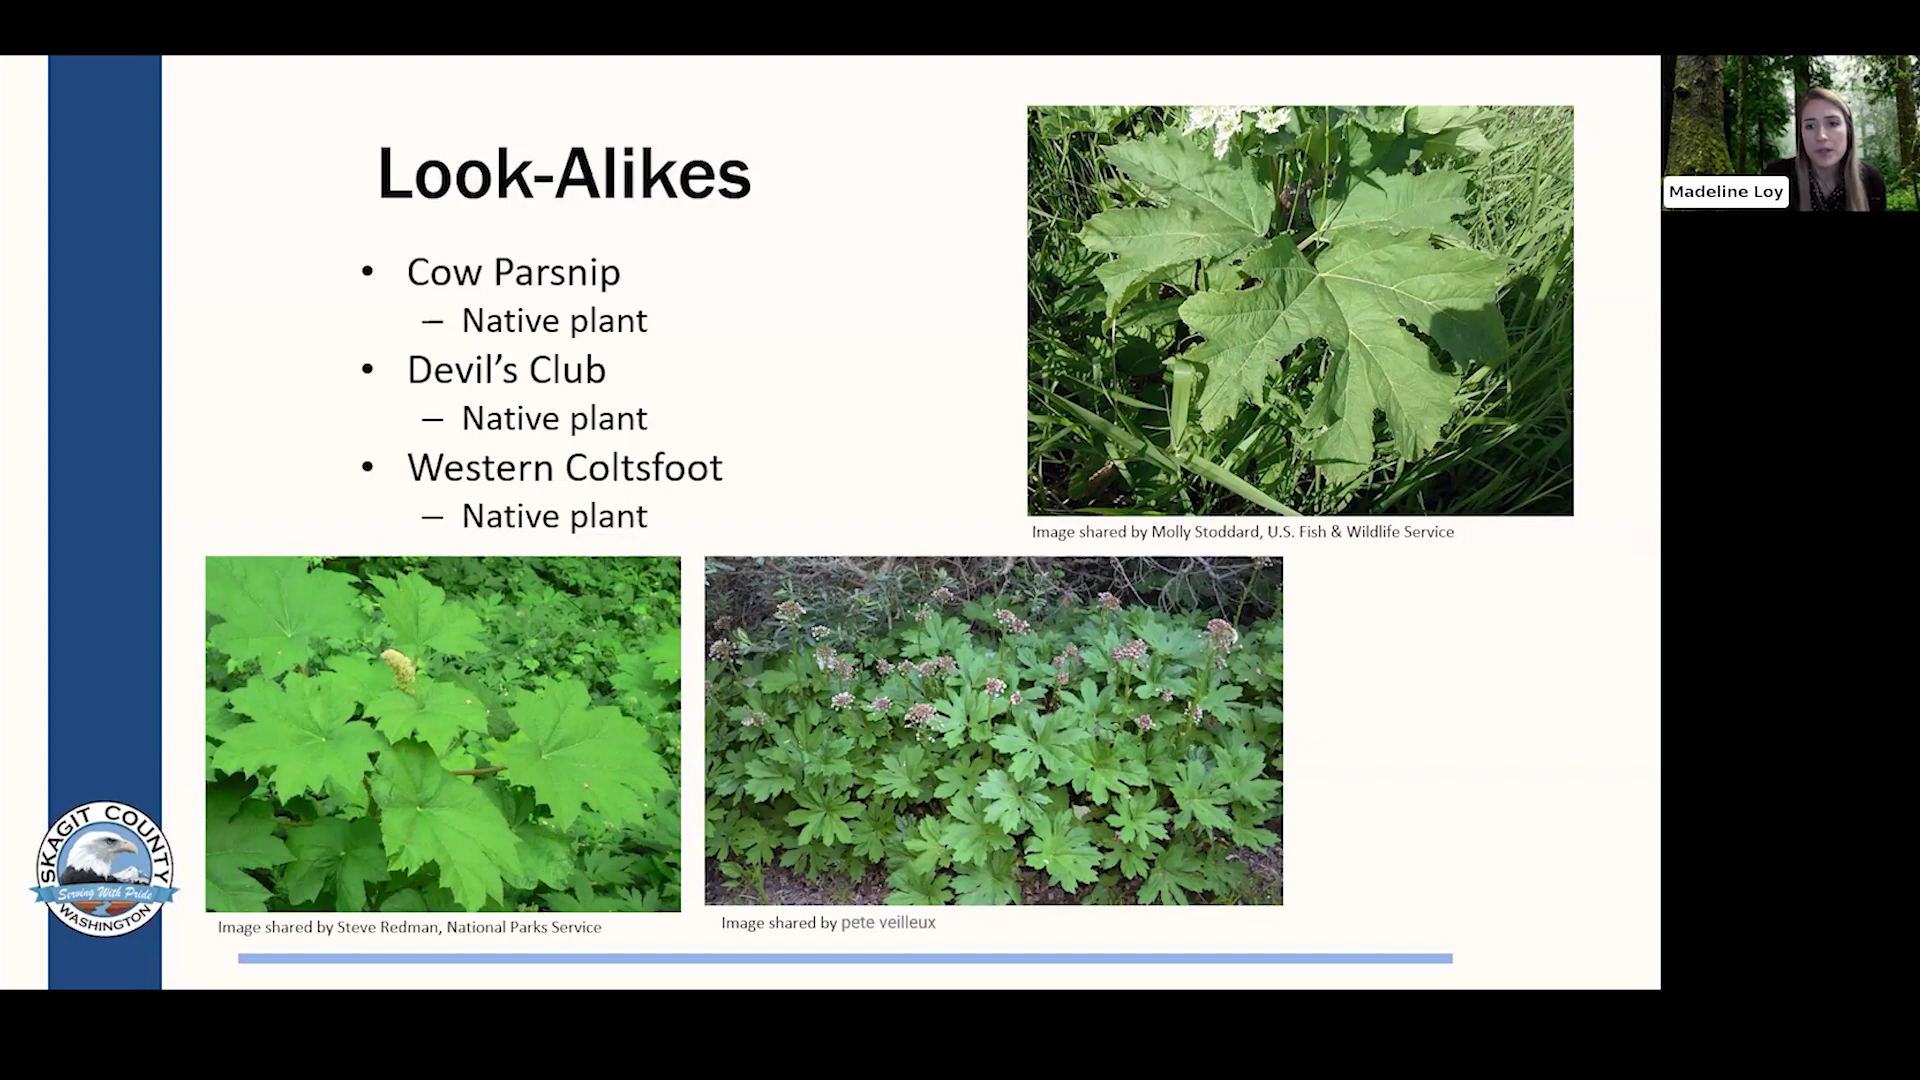 Look-Alikes
• Cow Parsnip
– Native plant
• Devil’s Club
– Native plant
• Western Coltsfoot
– Native plant
Madeline Loy
Image shared by Molly Stoddard, U.S. Fish & Wildlife Service
Image shared by Steve Redman, National Parks Service
Image shared by pete veilleux
SKAGIT COUNTY
Serving With Pride
WASHINGTON